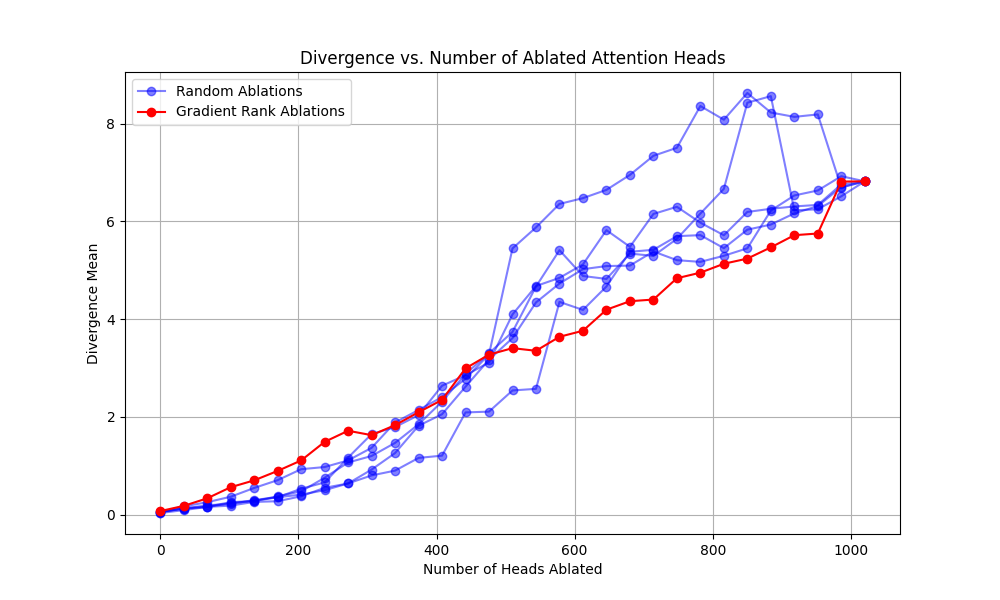 Divergence vs. Number of Ablated Attention Heads
Random Ablations
Gradient Rank Ablations
Divergence Mean
8
6
4
2
0
0 200 400 600 800 1000
Number of Heads Ablated